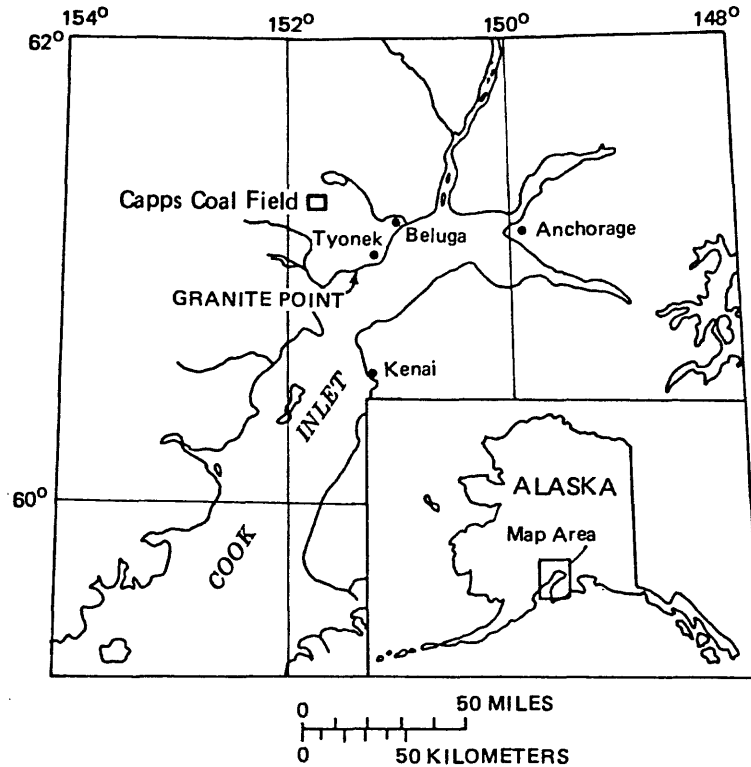 154° 152° 150° 148°
62°
Capps Coal Field
Tyonek Beluga Anchorage
GRANITE POINT
Kenai
INLET
60°
COOK
ALASKA
Map Area
0 50 MILES
0 50 KILOMETERS